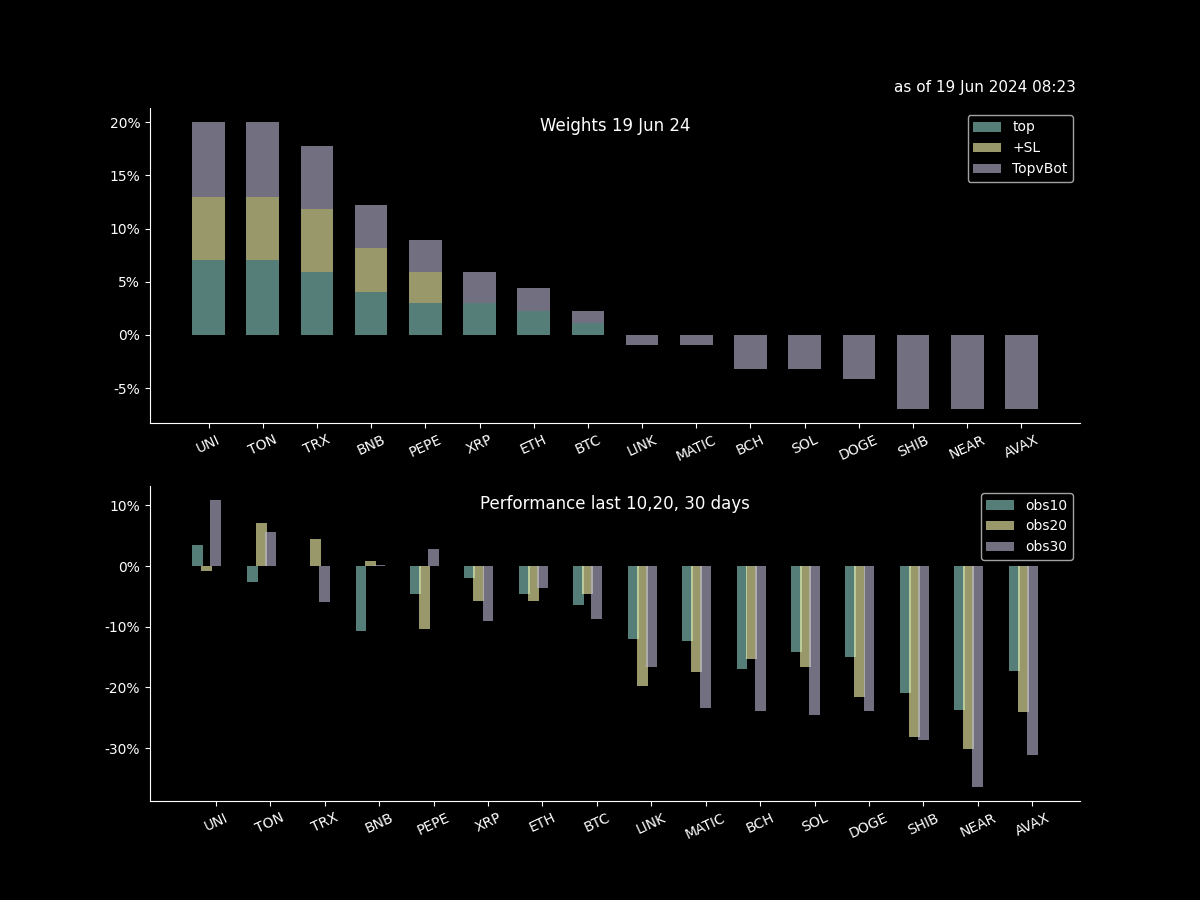 as of 19 Jun 2024 08:23
Weights 19 Jun 24
top
+SL
TopvBot
20%
15%
10%
5%
0%
-5%
UNI TON TRX BNB PEPE XRP ETH BTC LINK MATIC BCH SOL DOGE SHIB NEAR AVAX
Performance last 10,20, 30 days
obs10
obs20
obs30
10%
0%
-10%
-20%
-30%
UNI TON TRX BNB PEPE XRP ETH BTC LINK MATIC BCH SOL DOGE SHIB NEAR AVAX